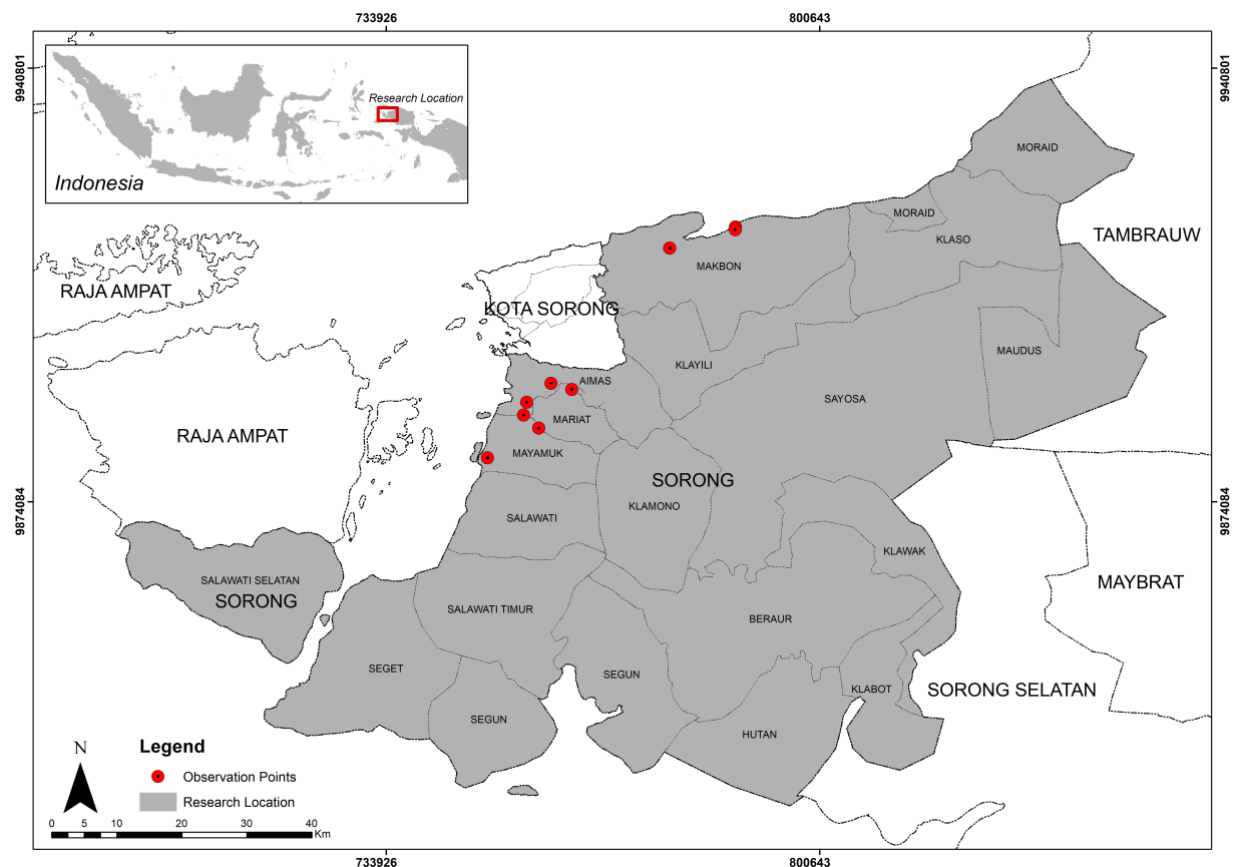 733926
800643
9940801
9940801
Research Location
Indonesia
MORAID
MORAID
TAMBRAUW
KLASO
MAKBON
RAJA AMPAT
KOTA SORONG
MAUDUS
KLAYILI
AIMAS
SAYOSA
MARIAT
RAJA AMPAT
MAYAMUK
SORONG
9874084
9874084
KLAMONO
SALAWATI
KLAWAK
SALAWATI SELATAN
MAYBRAT
SORONG
SALAWATI TIMUR
BERAUR
SEGET
SEGUN
KLABOT
SORONG SELATAN
SEGUN
HUTAN
N
Legend
Observation Points
Research Location
0 5 10 20 30 40
Km
733926
800643